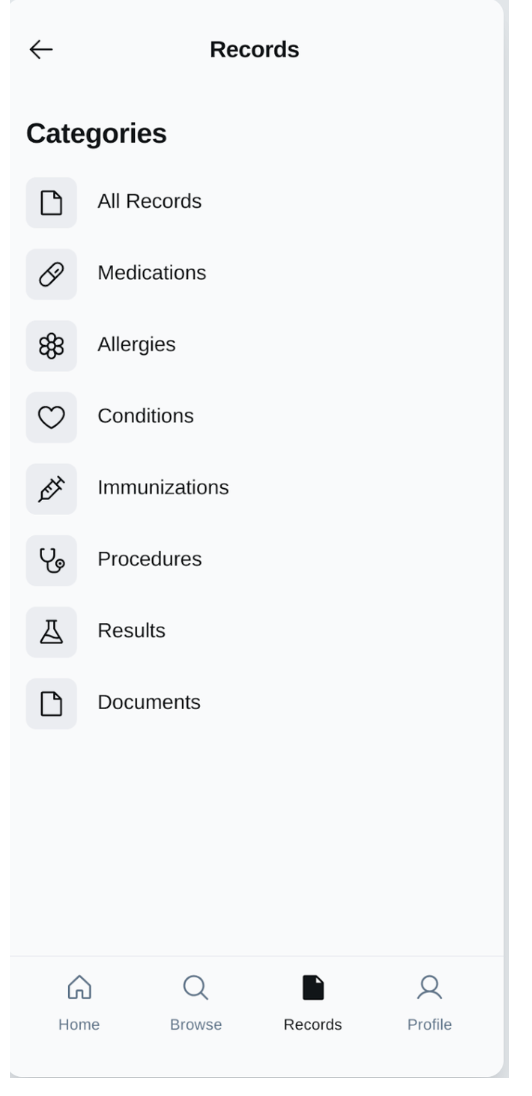 Records
Categories
All Records
Medications
Allergies
Conditions
Immunizations
Procedures
Results
Documents
Home
Browse
Records
Profile